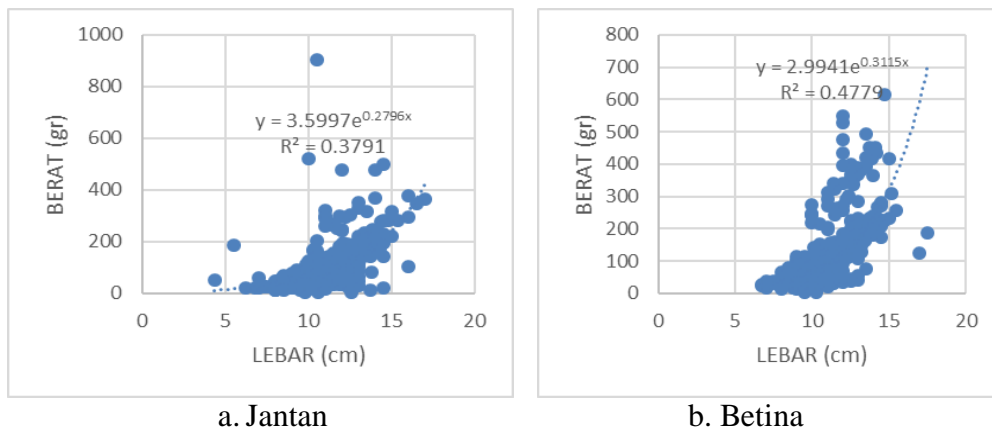 1000
800
600
400
200
0
BERAT (gr)
y = 3.5997e^0.2796x
R² = 0.3791
0 5 10 15 20
LEBAR (cm)
a. Jantan
800
700
600
500
400
300
200
100
0
BERAT (gr)
y = 2.9941e^0.3115x
R² = 0.4779
0 5 10 15 20
LEBAR (cm)
b. Betina